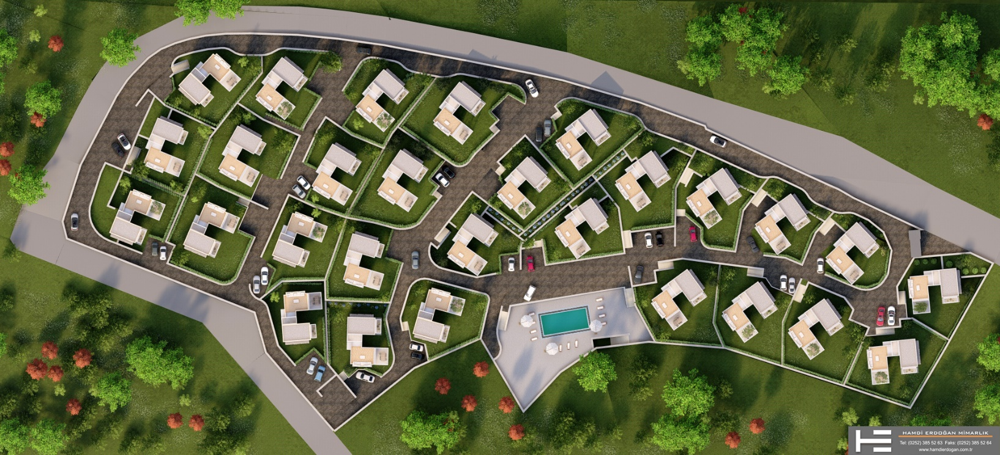 HAMDİ ERDOĞAN MİMARLIK
Tel: (0252) 385 52 63 Faks: (0252) 385 52 64
www.hamdierdogan.com.tr